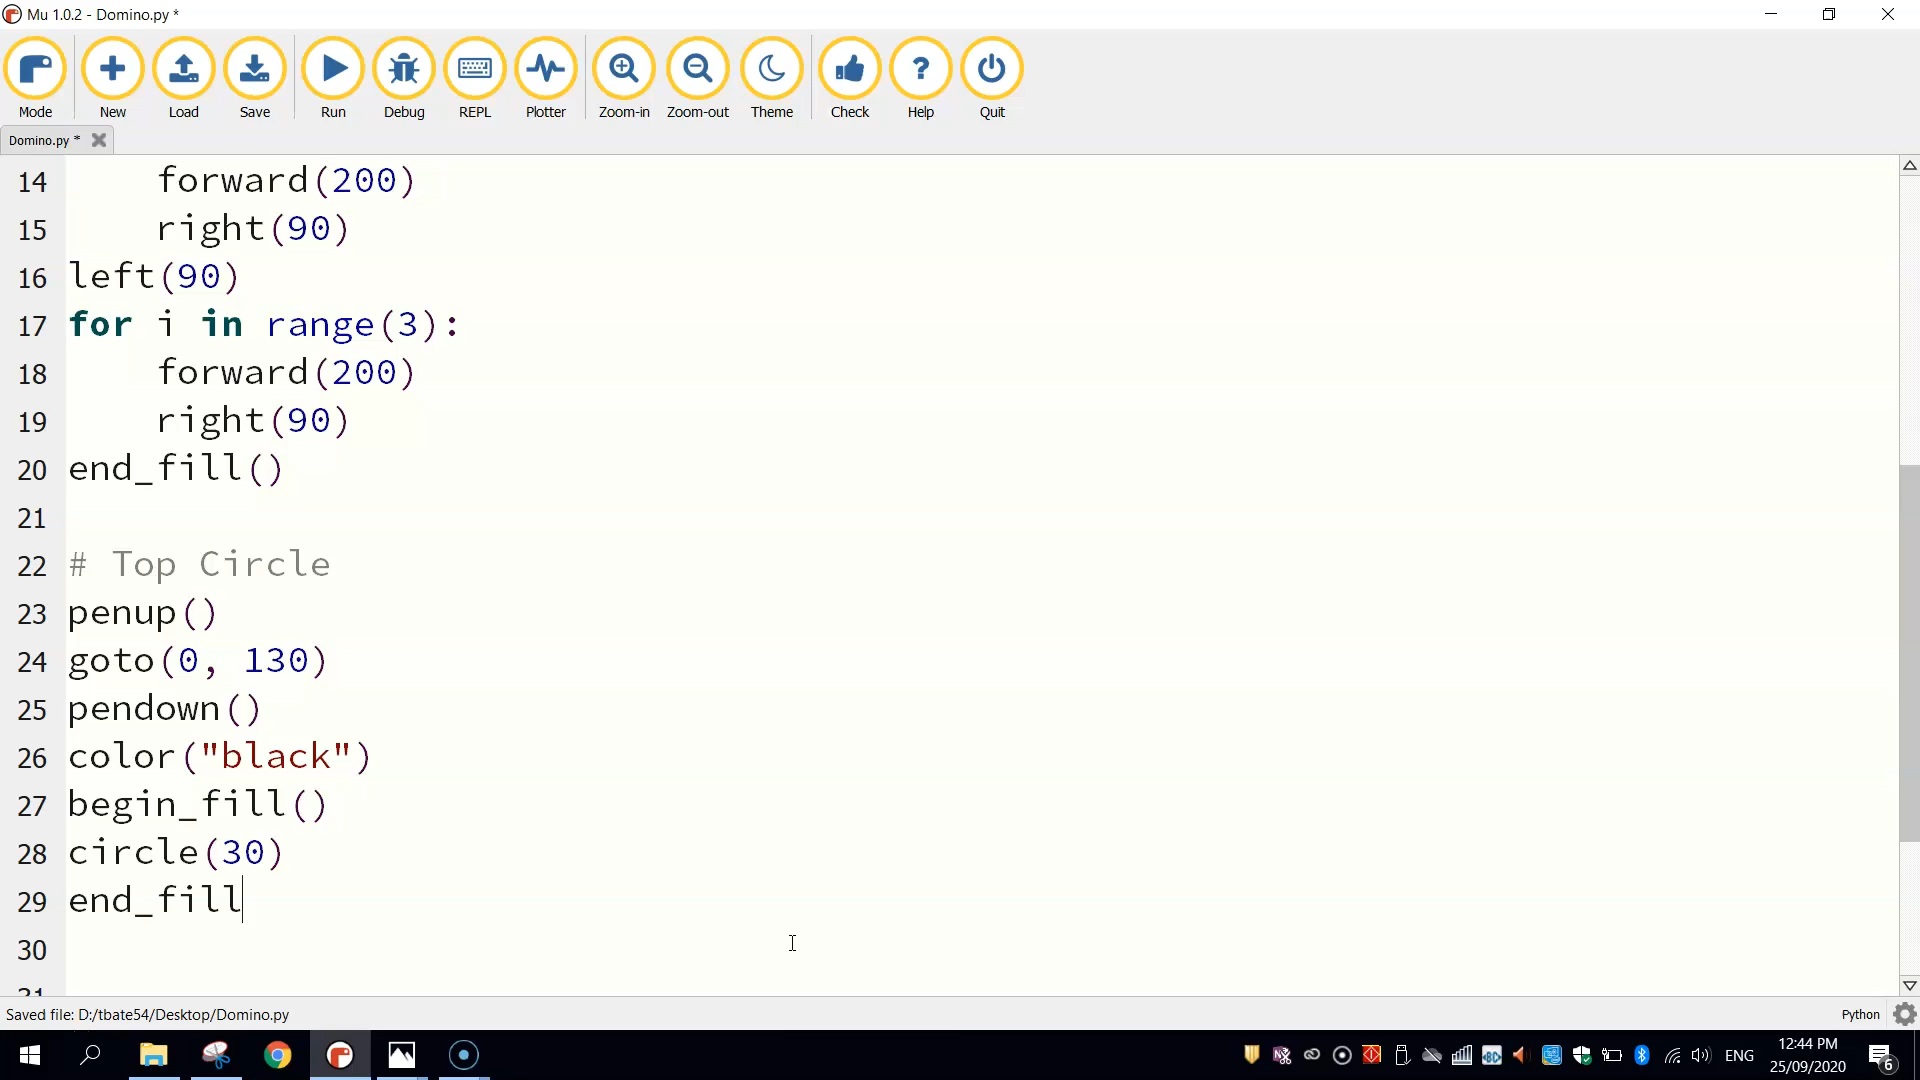 Mu 1.0.2 - Domino.py *
Mode New Load Save Run Debug REPL Plotter Zoom-in Zoom-out Theme Check Help Quit
Domino.py *
14 forward(200)
15 right(90)
16 left(90)
17 for i in range(3):
18 forward(200)
19 right(90)
20 end_fill()
21
22 # Top Circle
23 penup()
24 goto(0, 130)
25 pendown()
26 color("black")
27 begin_fill()
28 circle(30)
29 end_fill
30
31
Saved file: D:/tbate54/Desktop/Domino.py
Python
ENG
12:44 PM
25/09/2020
6